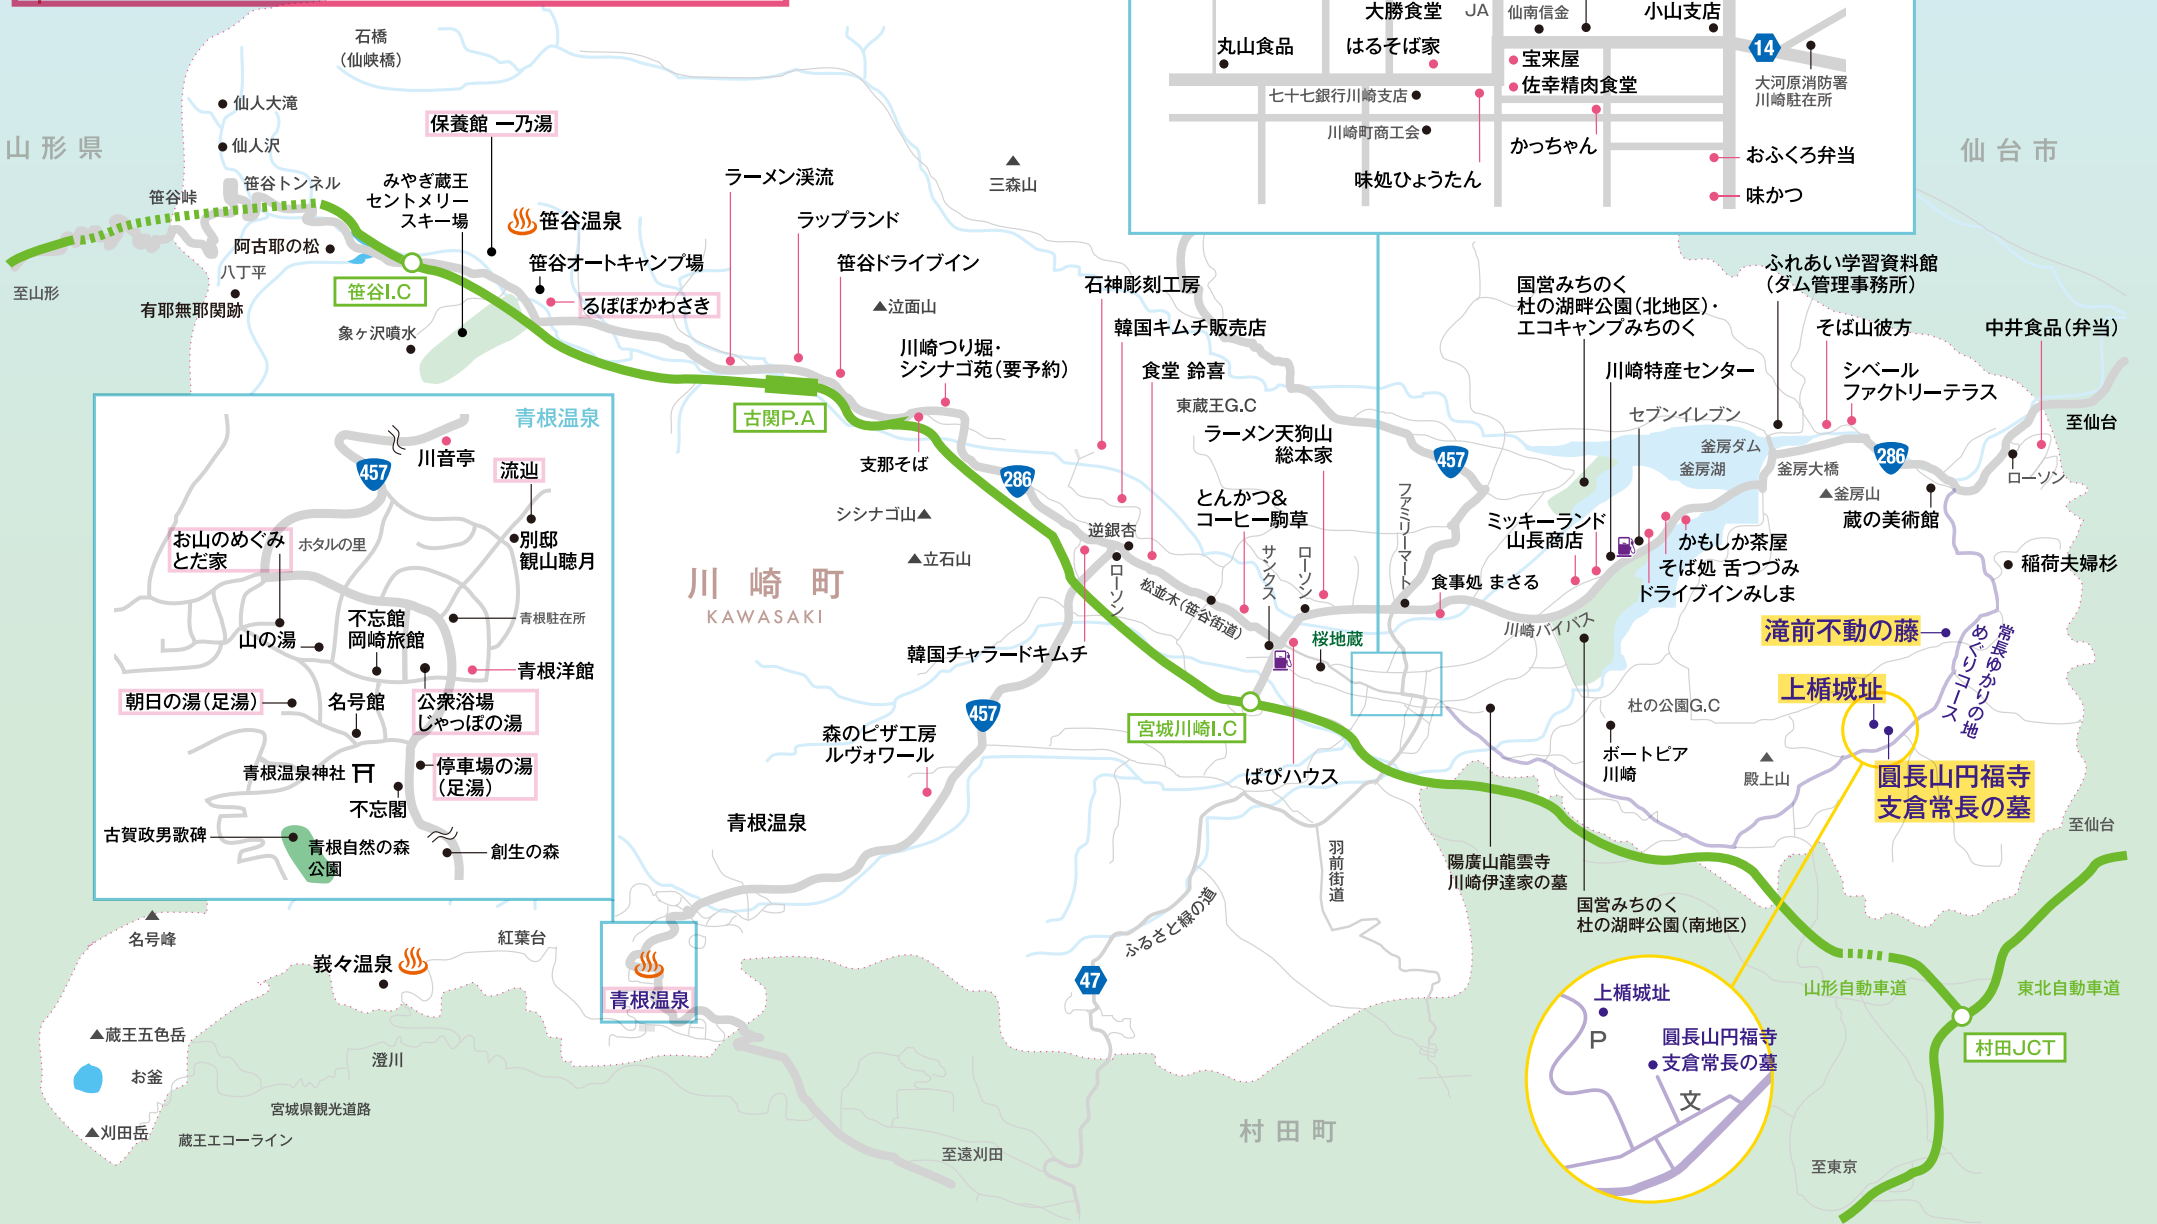 石橋
（仙峡橋）
仙人大滝
仙人沢
山形県
笹谷峠
笹谷トンネル
保養館 一乃湯
みやぎ蔵王
セントメリー
スキー場
笹谷温泉
阿古耶の松
八丁平
有耶無耶関跡
至山形
笹谷I.C
笹谷オートキャンプ場
るぽぽかわさき
象ヶ沢噴水
ラーメン渓流
ラップランド
笹谷ドライブイン
三森山
泣面山
古関P.A
川崎つり堀・
シシナゴ苑（要予約）
支那そば
石神彫刻工房
韓国キムチ販売店
食堂 鈴喜
東蔵王G.C
ラーメン天狗山
総本家
とんかつ&
コーヒー駒草
シシナゴ山
立石山
286
逆銀杏
ローソン
松並木（笹谷街道）
サンクス
ローソン
ファミリーマート
457
川崎町
KAWASAKI
韓国チャラードキムチ
桜地蔵
宮城川崎I.C
ぱぴハウス
457
森のピザ工房
ルヴォワール
青根温泉
大勝食堂
JA
仙南信金
小山支店
丸山食品
はるそば家
宝来屋
佐幸精肉食堂
14
大河原消防署
川崎駐在所
七十七銀行川崎支店
川崎町商工会
かっちゃん
味処ひょうたん
おふくろ弁当
味かつ
仙台市
国営みちのく
杜の湖畔公園（北地区）・
エコキャンプみちのく
ふれあい学習資料館
（ダム管理事務所）
そば山彼方
中井食品（弁当）
川崎特産センター
シベール
ファクトリーテラス
セブンイレブン
釜房ダム
釜房湖
釜房大橋
286
至仙台
ローソン
釜房山
蔵の美術館
ミッキーランド
山長商店
かもしか茶屋
そば処 舌つづみ
ドライブインみしま
食事処 まさる
川崎バイパス
稲荷夫婦杉
滝前不動の藤
常長ゆかりの地
めぐりコース
上楯城址
圓長山円福寺
支倉常長の墓
杜の公園G.C
ボートピア
川崎
殿上山
至仙台
陽廣山龍雲寺
川崎伊達家の墓
国営みちのく
杜の湖畔公園（南地区）
羽前街道
ふるさと緑の道
47
山形自動車道
東北自動車道
村田JCT
至東京
上楯城址
P
圓長山円福寺
支倉常長の墓
文
村田町
至遠刈田
青根温泉
457
川音亭
流辿
お山のめぐみ
とだ家
ホタルの里
別邸
観山聴月
不忘館
岡崎旅館
青根駐在所
山の湯
青根洋館
朝日の湯（足湯）
名号館
公衆浴場
じゃっぽの湯
青根温泉神社
停車場の湯
（足湯）
不忘閣
古賀政男歌碑
青根自然の森
公園
創生の森
名号峰
峩々温泉
紅葉台
青根温泉
蔵王五色岳
お釜
刈田岳
澄川
宮城県観光道路
蔵王エコーライン